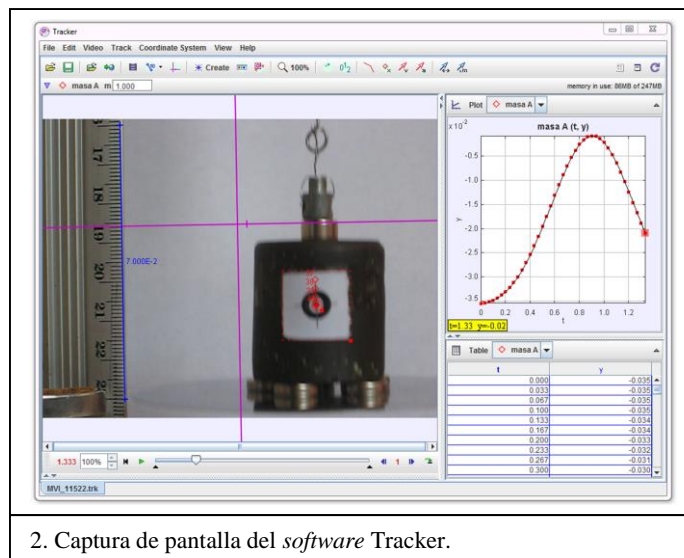 Tracker
File Edit Video Track Coordinate System View Help
Create 100%
masa A m 1.000 memory in use: 86MB of 247MB
18
19
20
21
22
7.000E-2
Plot masa A
x 10-2 masa A (t, y)
-0.5
-1.0
-1.5
-2.0
-2.5
-3.0
-3.5
y
0 0.2 0.4 0.6 0.8 1.0 1.2
t
t=1.33 y=-0.02
Table masa A
t y
0.000 -0.035
0.033 -0.035
0.067 -0.035
0.100 -0.035
0.133 -0.034
0.167 -0.034
0.200 -0.033
0.233 -0.032
0.267 -0.031
0.300 -0.030
1.333 100% 1
MVI_11522.trk
2. Captura de pantalla del software Tracker.